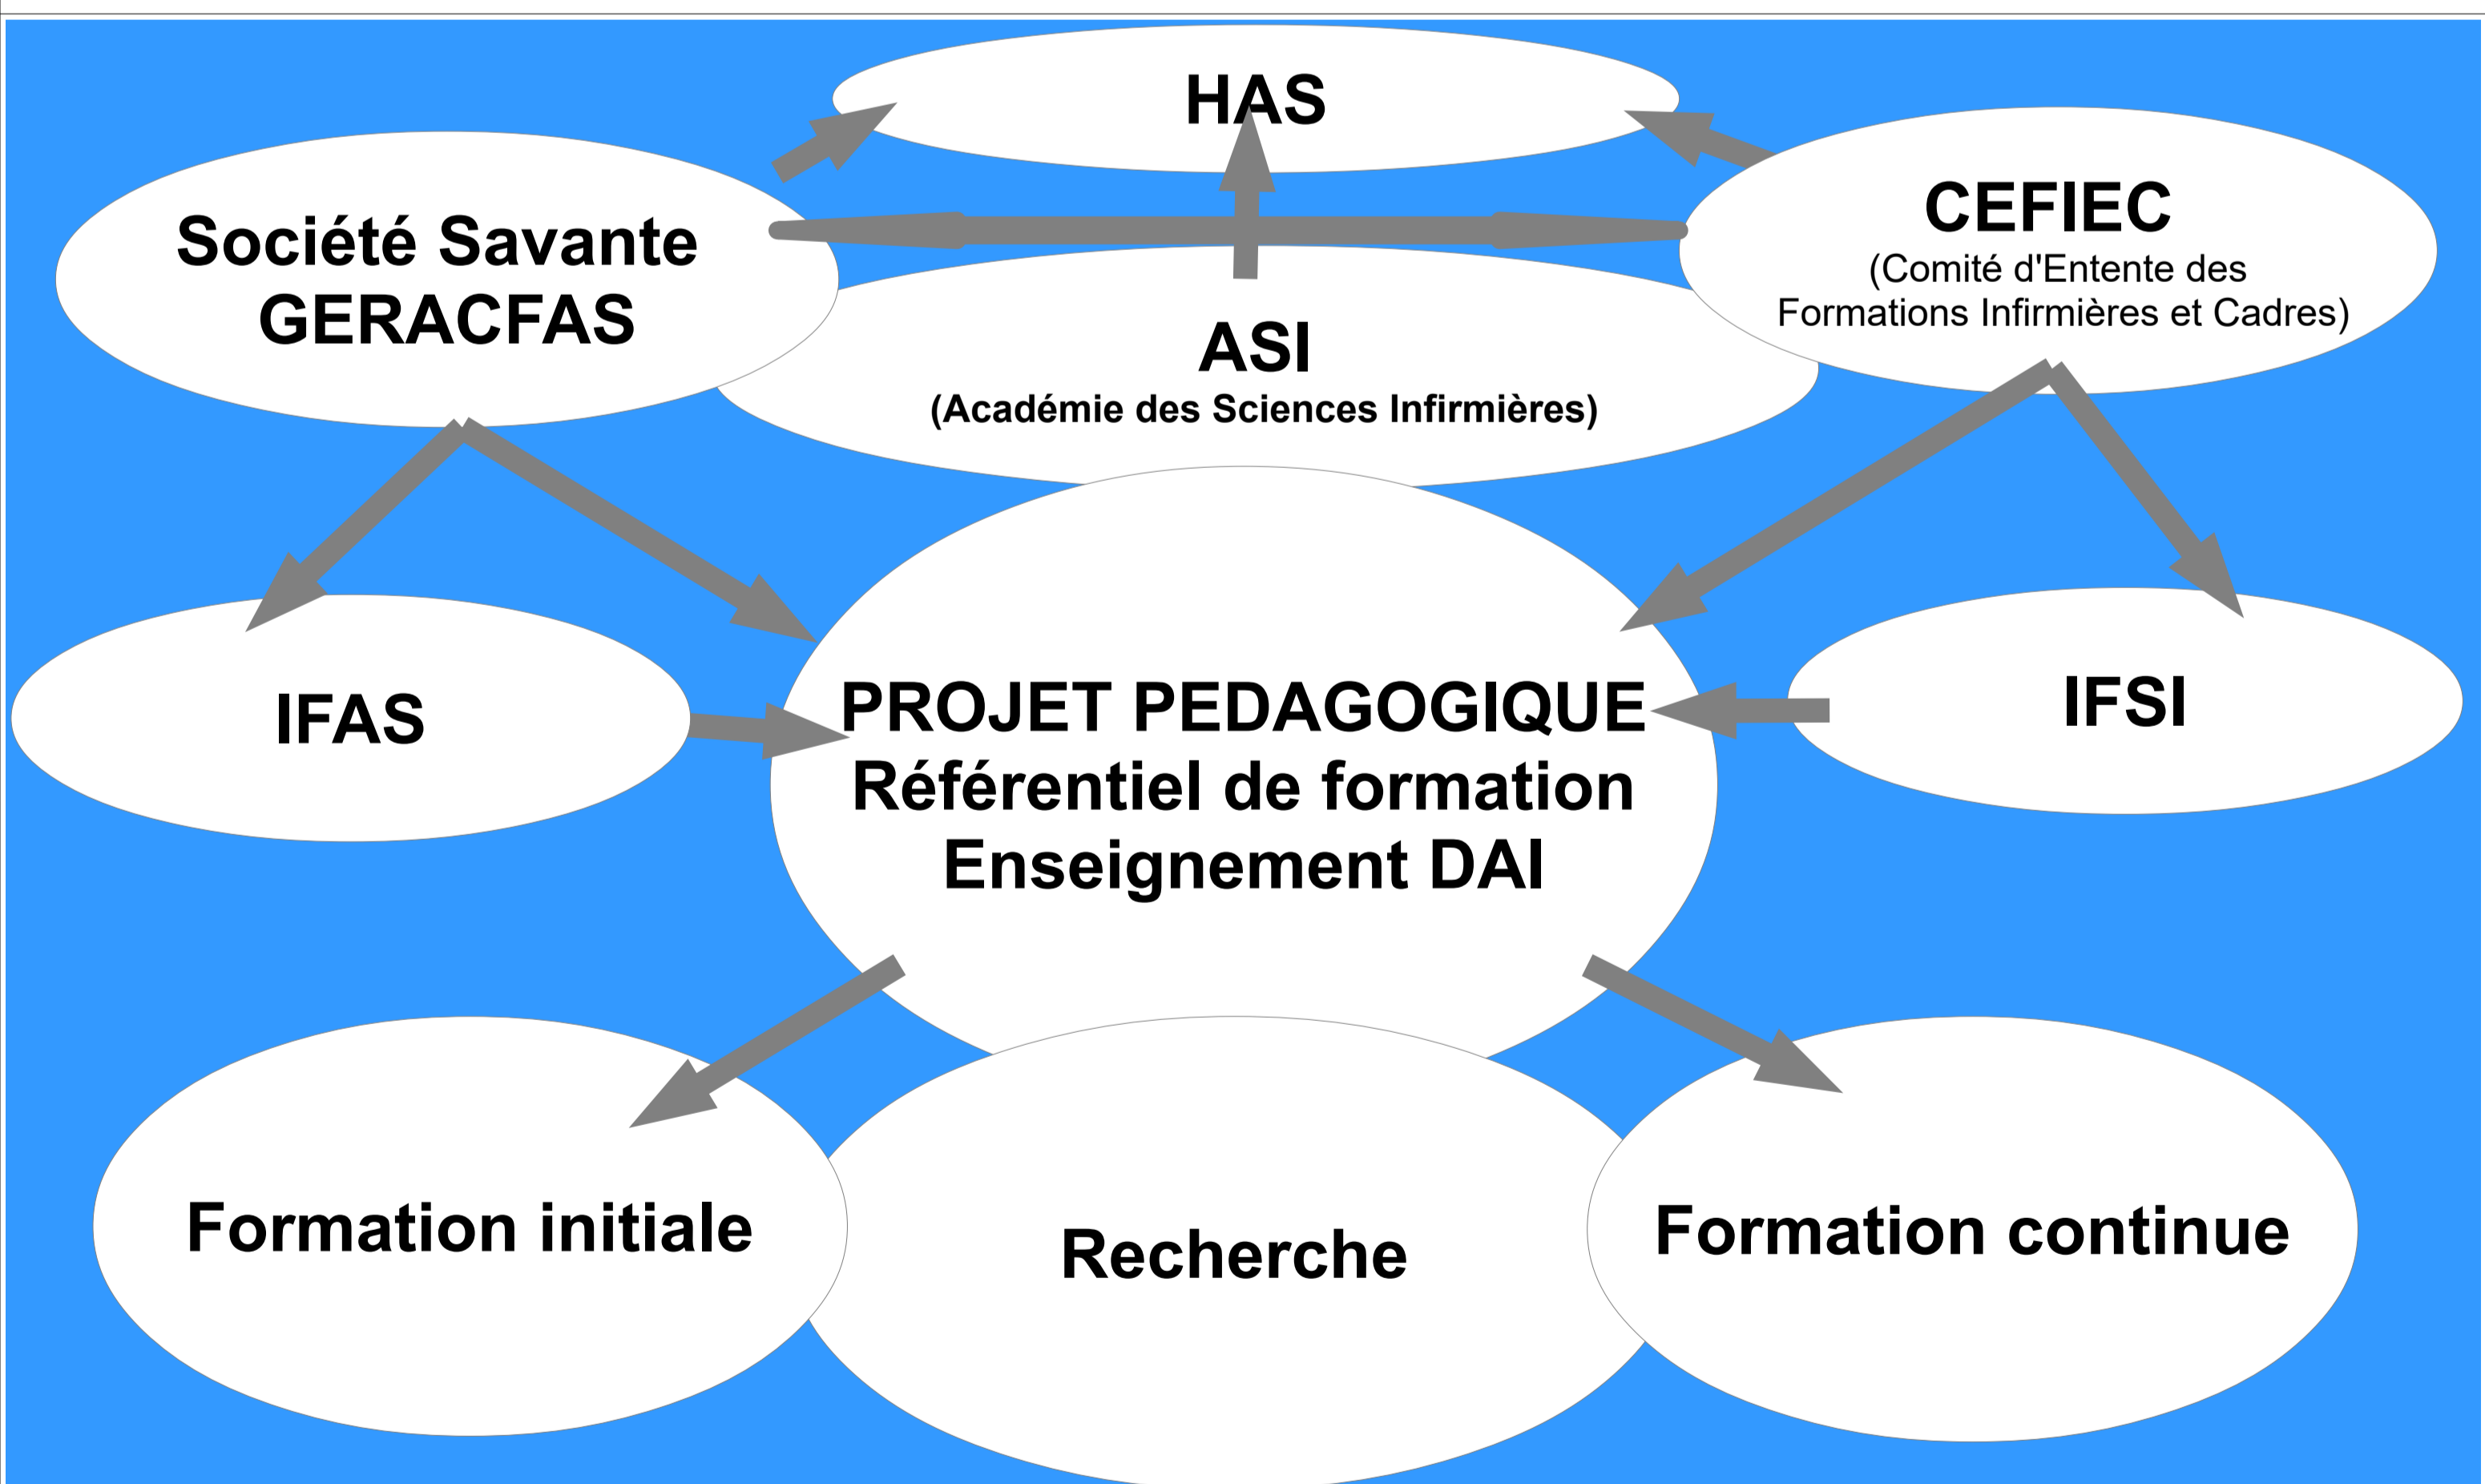 HAS
Société Savante
GERACFAS
CEFIEC
(Comité d'Entente des
Formations Infirmières et Cadres)
ASI
(Académie des Sciences Infirmières)
IFAS
PROJET PEDAGOGIQUE
Référentiel de formation
Enseignement DAI
IFSI
Formation initiale
Recherche
Formation continue